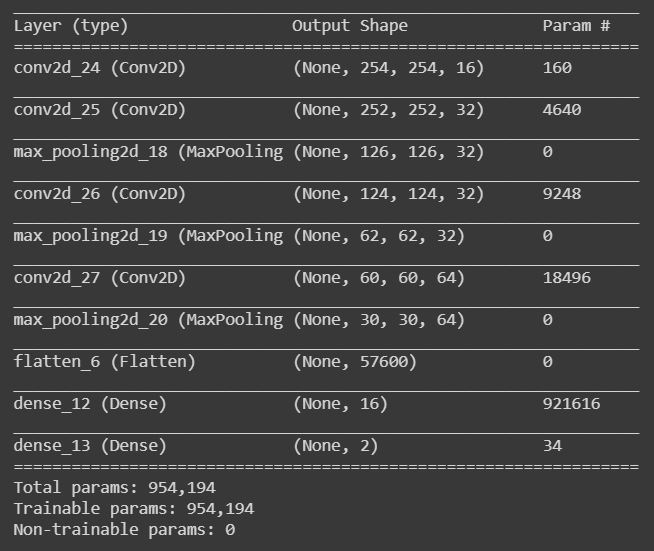 Layer (type) Output Shape Param #
=================================================================
conv2d_24 (Conv2D) (None, 254, 254, 16) 160
conv2d_25 (Conv2D) (None, 252, 252, 32) 4640
max_pooling2d_18 (MaxPooling (None, 126, 126, 32) 0
conv2d_26 (Conv2D) (None, 124, 124, 32) 9248
max_pooling2d_19 (MaxPooling (None, 62, 62, 32) 0
conv2d_27 (Conv2D) (None, 60, 60, 64) 18496
max_pooling2d_20 (MaxPooling (None, 30, 30, 64) 0
flatten_6 (Flatten) (None, 57600) 0
dense_12 (Dense) (None, 16) 921616
dense_13 (Dense) (None, 2) 34
=================================================================
Total params: 954,194
Trainable params: 954,194
Non-trainable params: 0